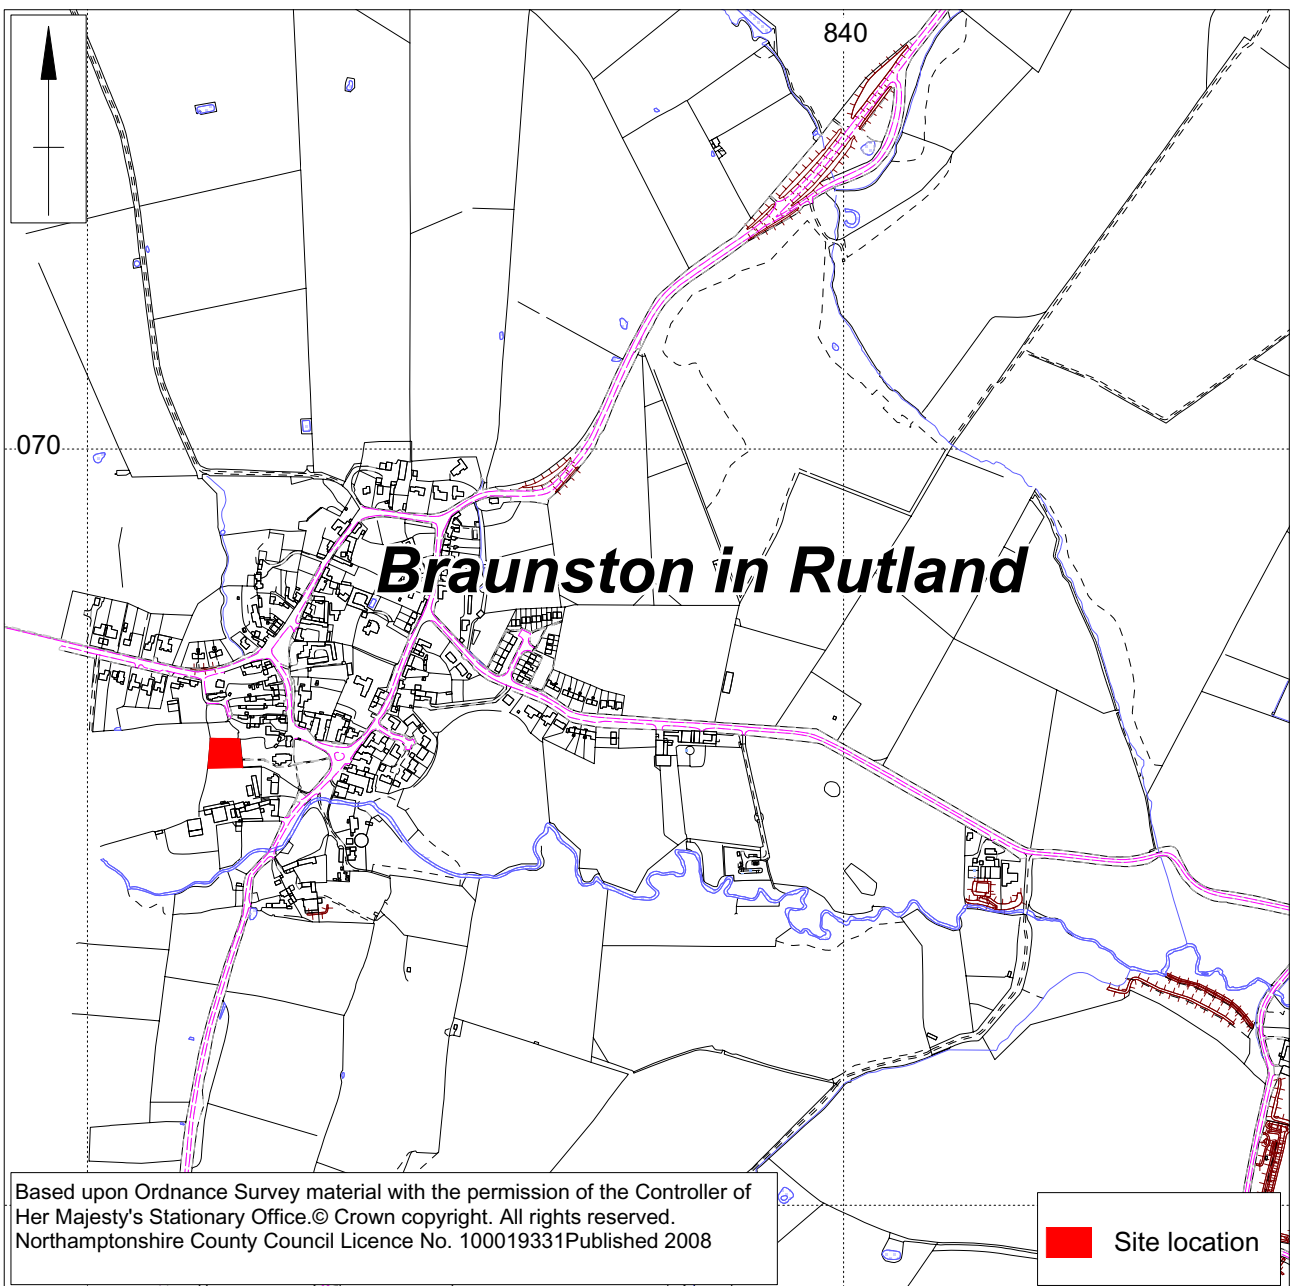 840
070
Braunston in Rutland
Based upon Ordnance Survey material with the permission of the Controller of
Her Majesty's Stationary Office.© Crown copyright. All rights reserved.
Northamptonshire County Council Licence No. 100019331Published 2008
Site location